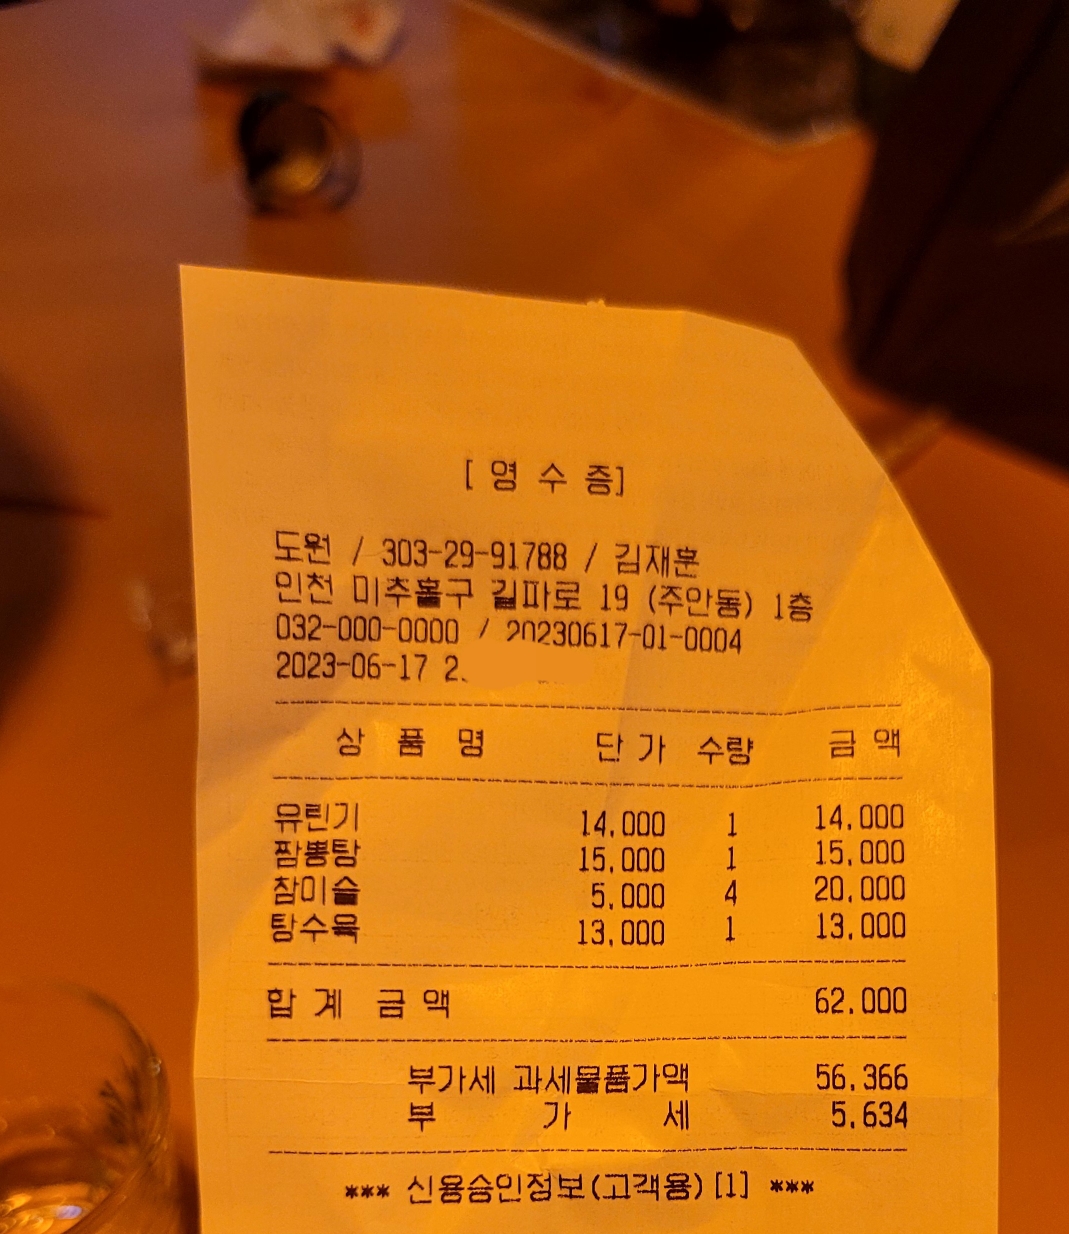 [ 영 수 증]
도원 / 303-29-91788 / 김재훈
인천 미추홀구 길파로 19 (주안동) 1층
032-000-0000 / 20230617-01-0004
2023-06-17
상 품 명 단 가 수량 금 액
유린기 14,000 1 14,000
짬뽕탕 15,000 1 15,000
참이슬 5,000 4 20,000
탕수육 13,000 1 13,000
합 계 금 액 62,000
부가세 과세물품가액 56,366
부 가 세 5,634
*** 신용승인정보(고객용) [1] ***